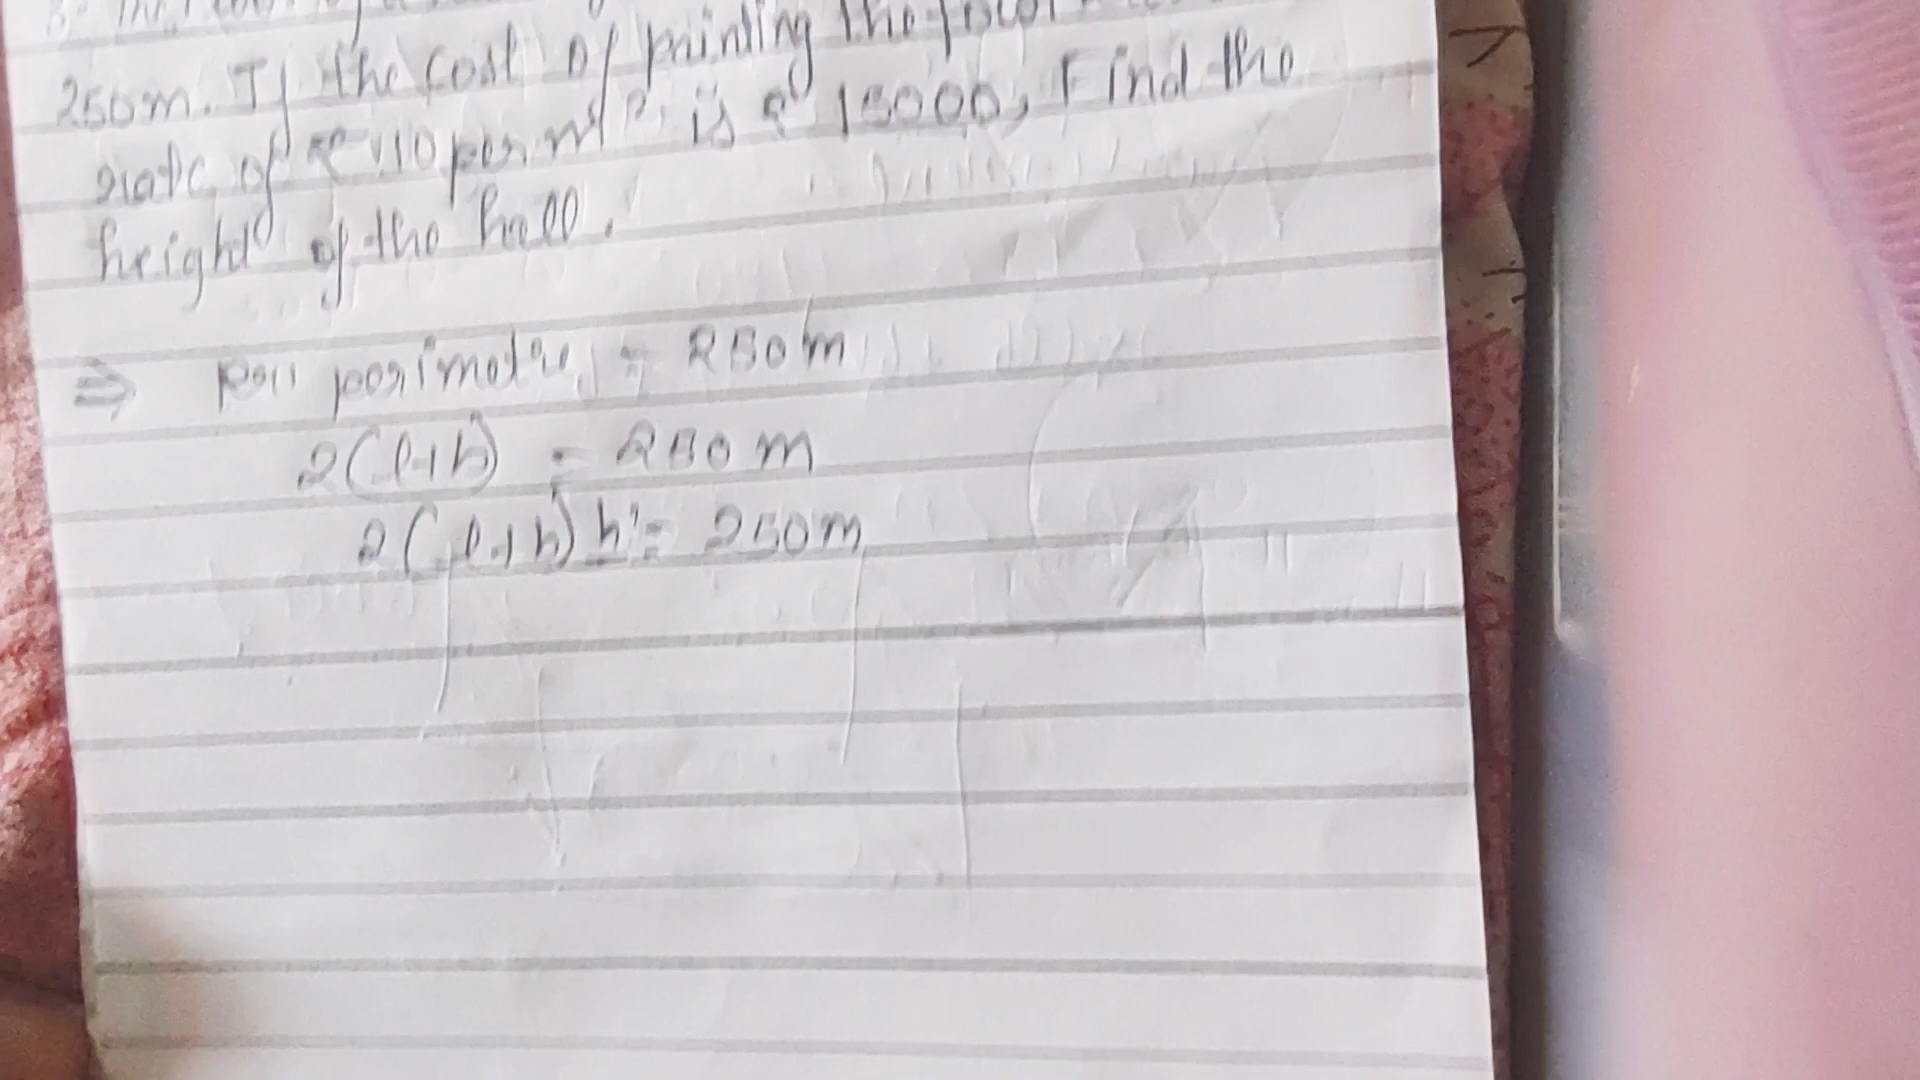 250m. If the cost of painting the four
rate of ₹ 10 per m². is ₹ 15000, Find the
height of the hall.
⇒ perimetre = 250m
2(l+b) = 250 m
2(l+b)h = 250m